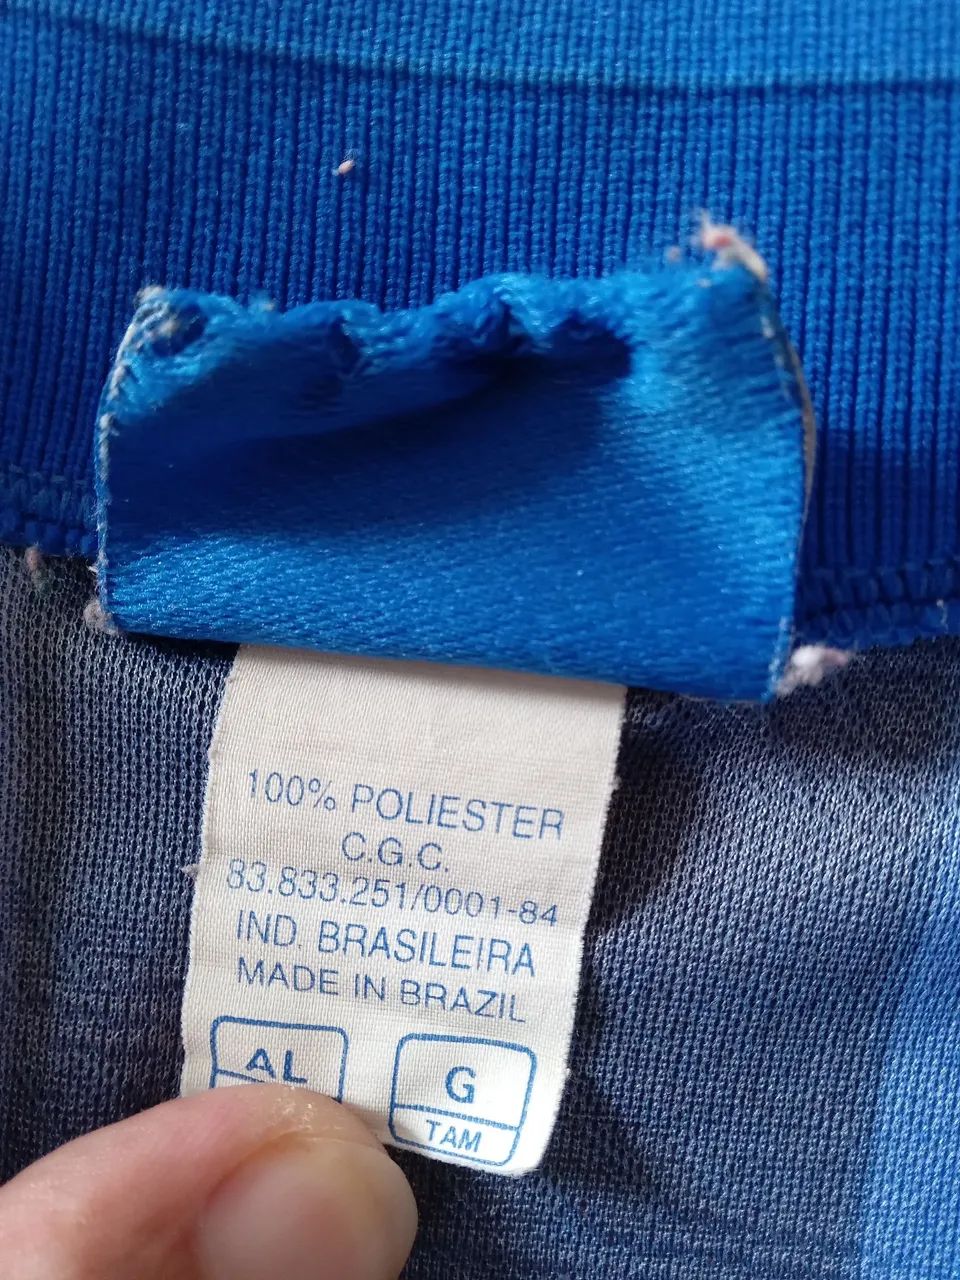 100% POLIESTER
C.G.C.
83.833.251/0001-84
IND. BRASILEIRA
MADE IN BRAZIL
AL
G
TAM